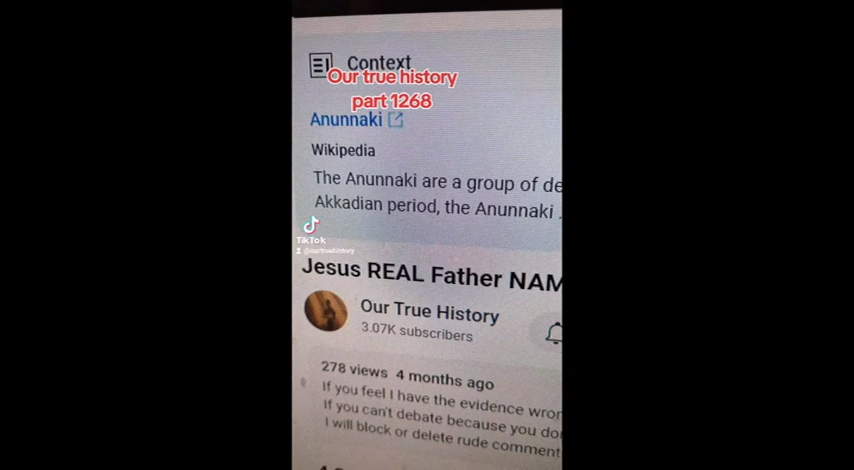 Context
Our true history
part 1268
Anunnaki
Wikipedia
The Anunnaki are a group of de
Akkadian period, the Anunnaki .
TikTok
Jesus REAL Father NAM
Our True History
3.07K subscribers
278 views 4 months ago
If you feel I have the evidence wron
If you can't debate because you do
I will block or delete rude comment